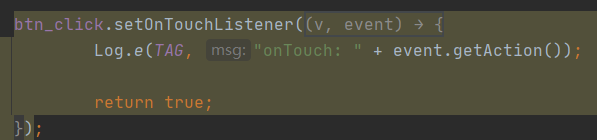 btn_click.setOnTouchListener((v, event) → {
Log.e(TAG, msg: "onTouch: " + event.getAction());
return true;
});